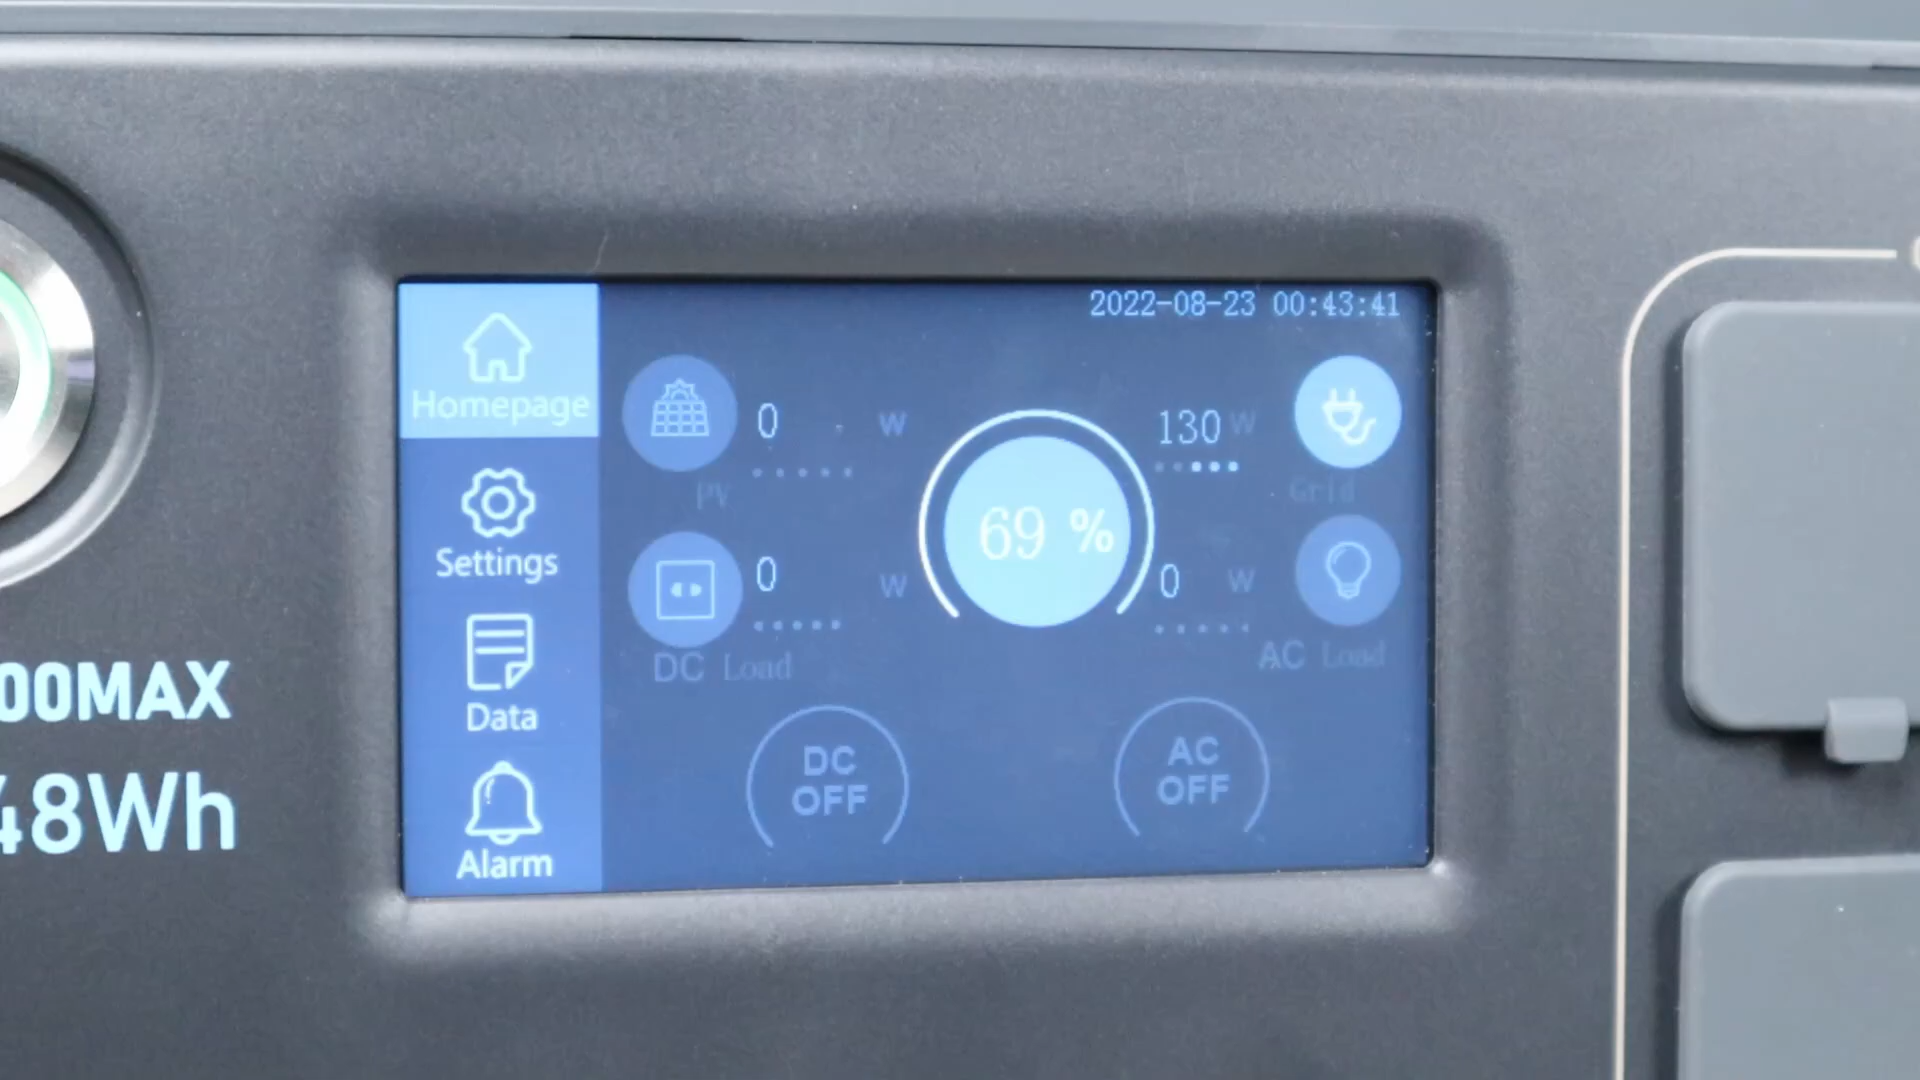 2022-08-23 00:43:41
Homepage
Settings
Data
Alarm
0 W
PV
130 W
Grid
69 %
0 W
DC Load
0 W
AC Load
DC
OFF
AC
OFF
00MAX
48Wh